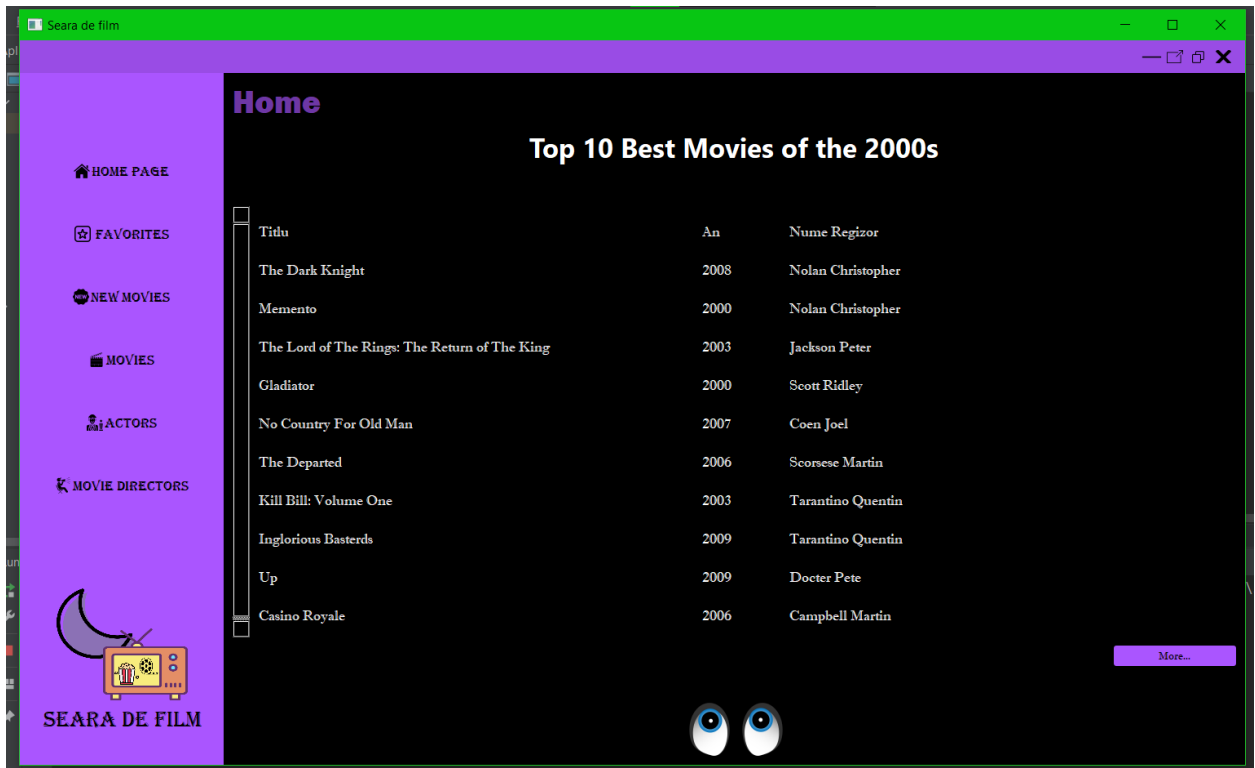 Seara de film
Home
Top 10 Best Movies of the 2000s
HOME PAGE
FAVORITES
NEW
NEW MOVIES
MOVIES
ACTORS
MOVIE DIRECTORS
Titlu An Nume Regizor
The Dark Knight 2008 Nolan Christopher
Memento 2000 Nolan Christopher
The Lord of The Rings: The Return of The King 2003 Jackson Peter
Gladiator 2000 Scott Ridley
No Country For Old Man 2007 Coen Joel
The Departed 2006 Scorsese Martin
Kill Bill: Volume One 2003 Tarantino Quentin
Inglorious Basterds 2009 Tarantino Quentin
Up 2009 Docter Pete
Casino Royale 2006 Campbell Martin
More...
SEARA DE FILM